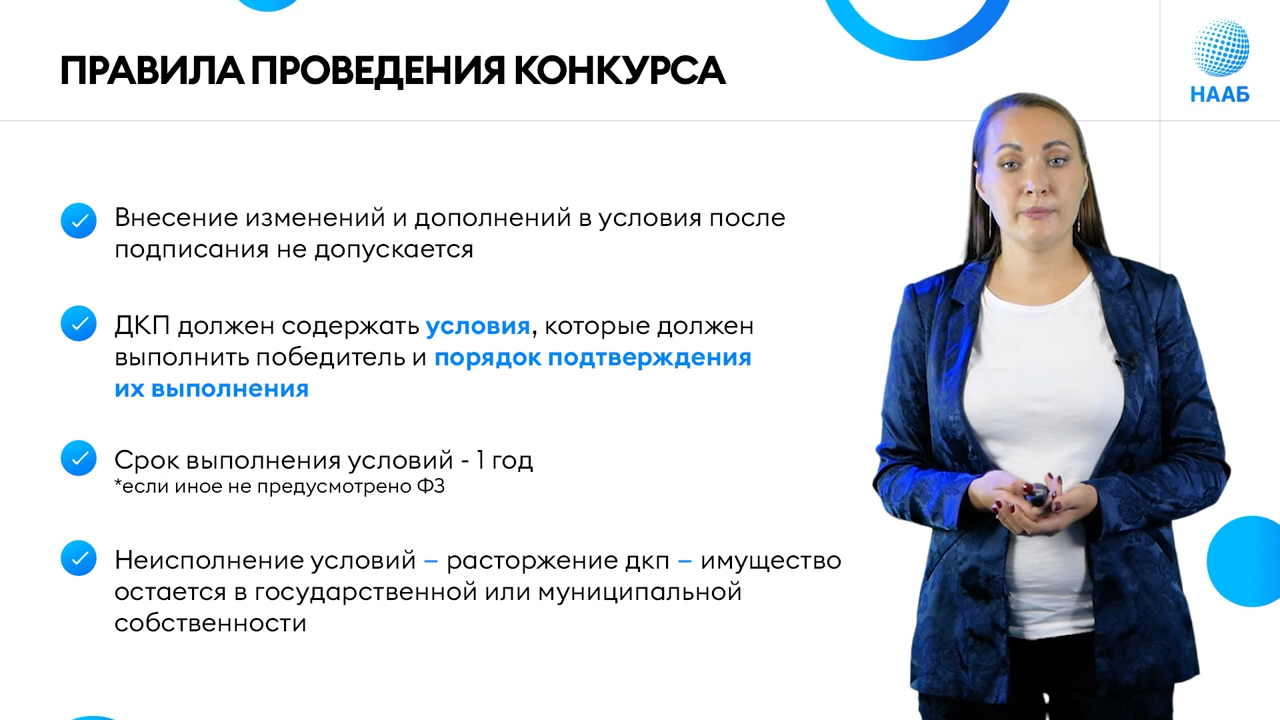 ПРАВИЛА ПРОВЕДЕНИЯ КОНКУРСА
НААБ
Внесение изменений и дополнений в условия после
подписания не допускается
ДКП должен содержать условия, которые должен
выполнить победитель и порядок подтверждения
их выполнения
Срок выполнения условий - 1 год
*если иное не предусмотрено ФЗ
Неисполнение условий – расторжение дкп – имущество
остается в государственной или муниципальной
собственности